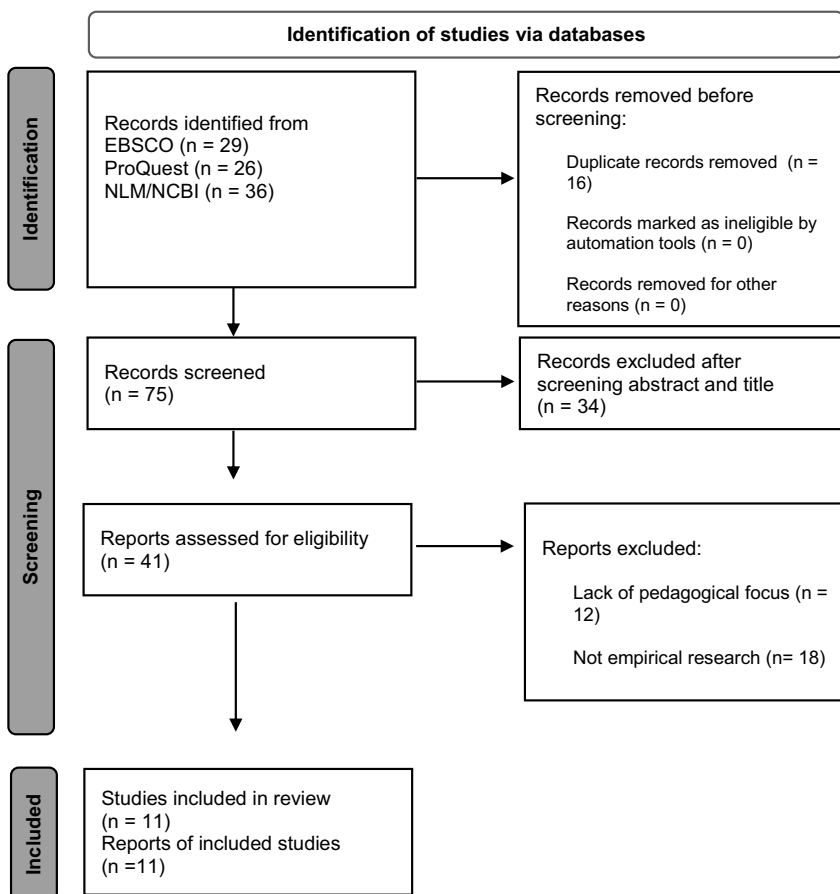 Identification of studies via databases
Identification
Records identified from
EBSCO (n = 29)
ProQuest (n = 26)
NLM/NCBI (n = 36)
Records removed before
screening:
Duplicate records removed  (n =
16)
Records marked as ineligible by
automation tools (n = 0)
Records removed for other
reasons (n = 0)
Screening
Records screened
(n = 75)
Records excluded after
screening abstract and title
(n = 34)
Reports assessed for eligibility
(n = 41)
Reports excluded:
Lack of pedagogical focus (n =
12)
Not empirical research (n= 18)
Included
Studies included in review
(n = 11)
Reports of included studies
(n =11)